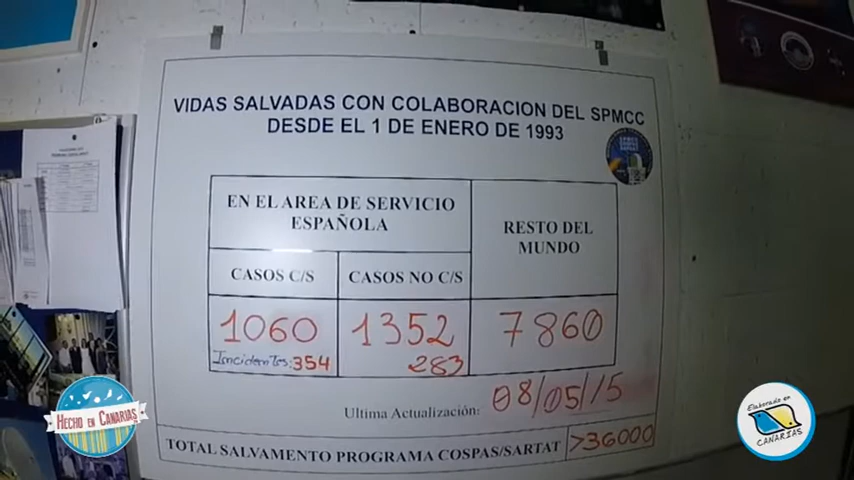 VIDAS SALVADAS CON COLABORACION DEL SPMCC
DESDE EL 1 DE ENERO DE 1993
EN EL AREA DE SERVICIO
ESPAÑOLA
RESTO DEL
MUNDO
CASOS C/S
CASOS NO C/S
1060
1352
7860
Incidentes: 354
283
Ultima Actualización:
08/05/15
TOTAL SALVAMENTO PROGRAMA COSPAS/SARTAT
>36000
HECHO EN CANARIAS
Elaborado en
CANARIAS